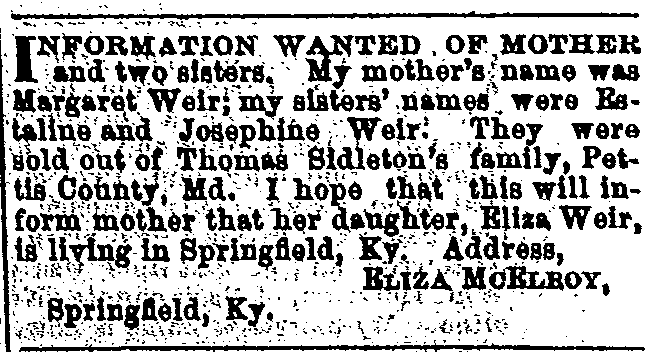 INFORMATION WANTED OF MOTHER
and two sisters. My mother's name was
Margaret Weir; my sisters' names were Es-
taline and Josephine Weir. They were
sold out of Thomas Sidleton's family, Pet-
tis County, Md. I hope that this will in-
form mother that her daughter, Eliza Weir,
is living in Springfield, Ky. Address,
ELIZA MCELROY,
Springfield, Ky.